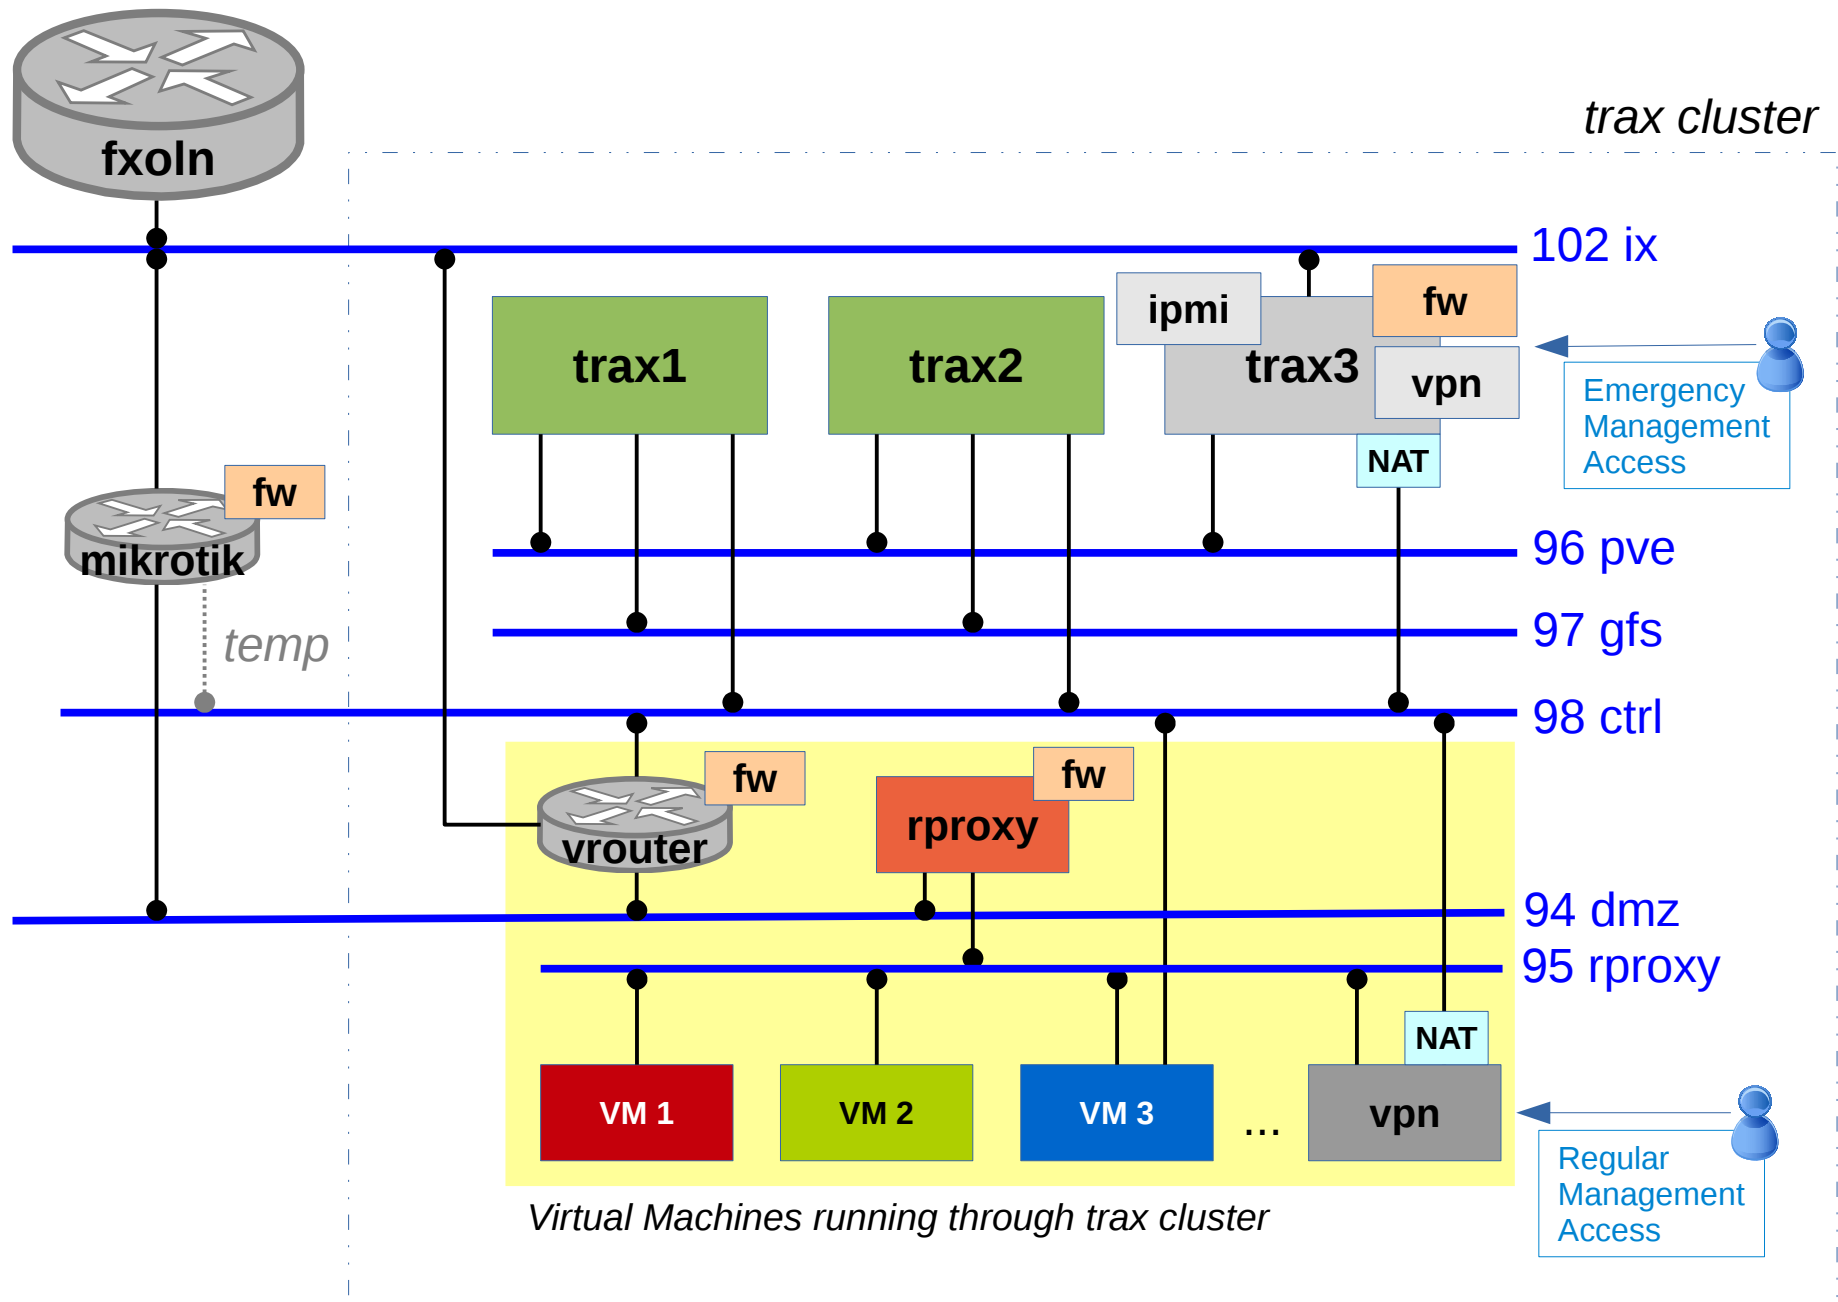 fxoln
trax cluster
102 ix
ipmi
fw
trax1
trax2
trax3
vpn
Emergency
Management
Access
NAT
fw
mikrotik
96 pve
97 gfs
temp
98 ctrl
fw
fw
rproxy
vrouter
94 dmz
95 rproxy
NAT
VM 1
VM 2
VM 3
...
vpn
Regular
Management
Access
Virtual Machines running through trax cluster